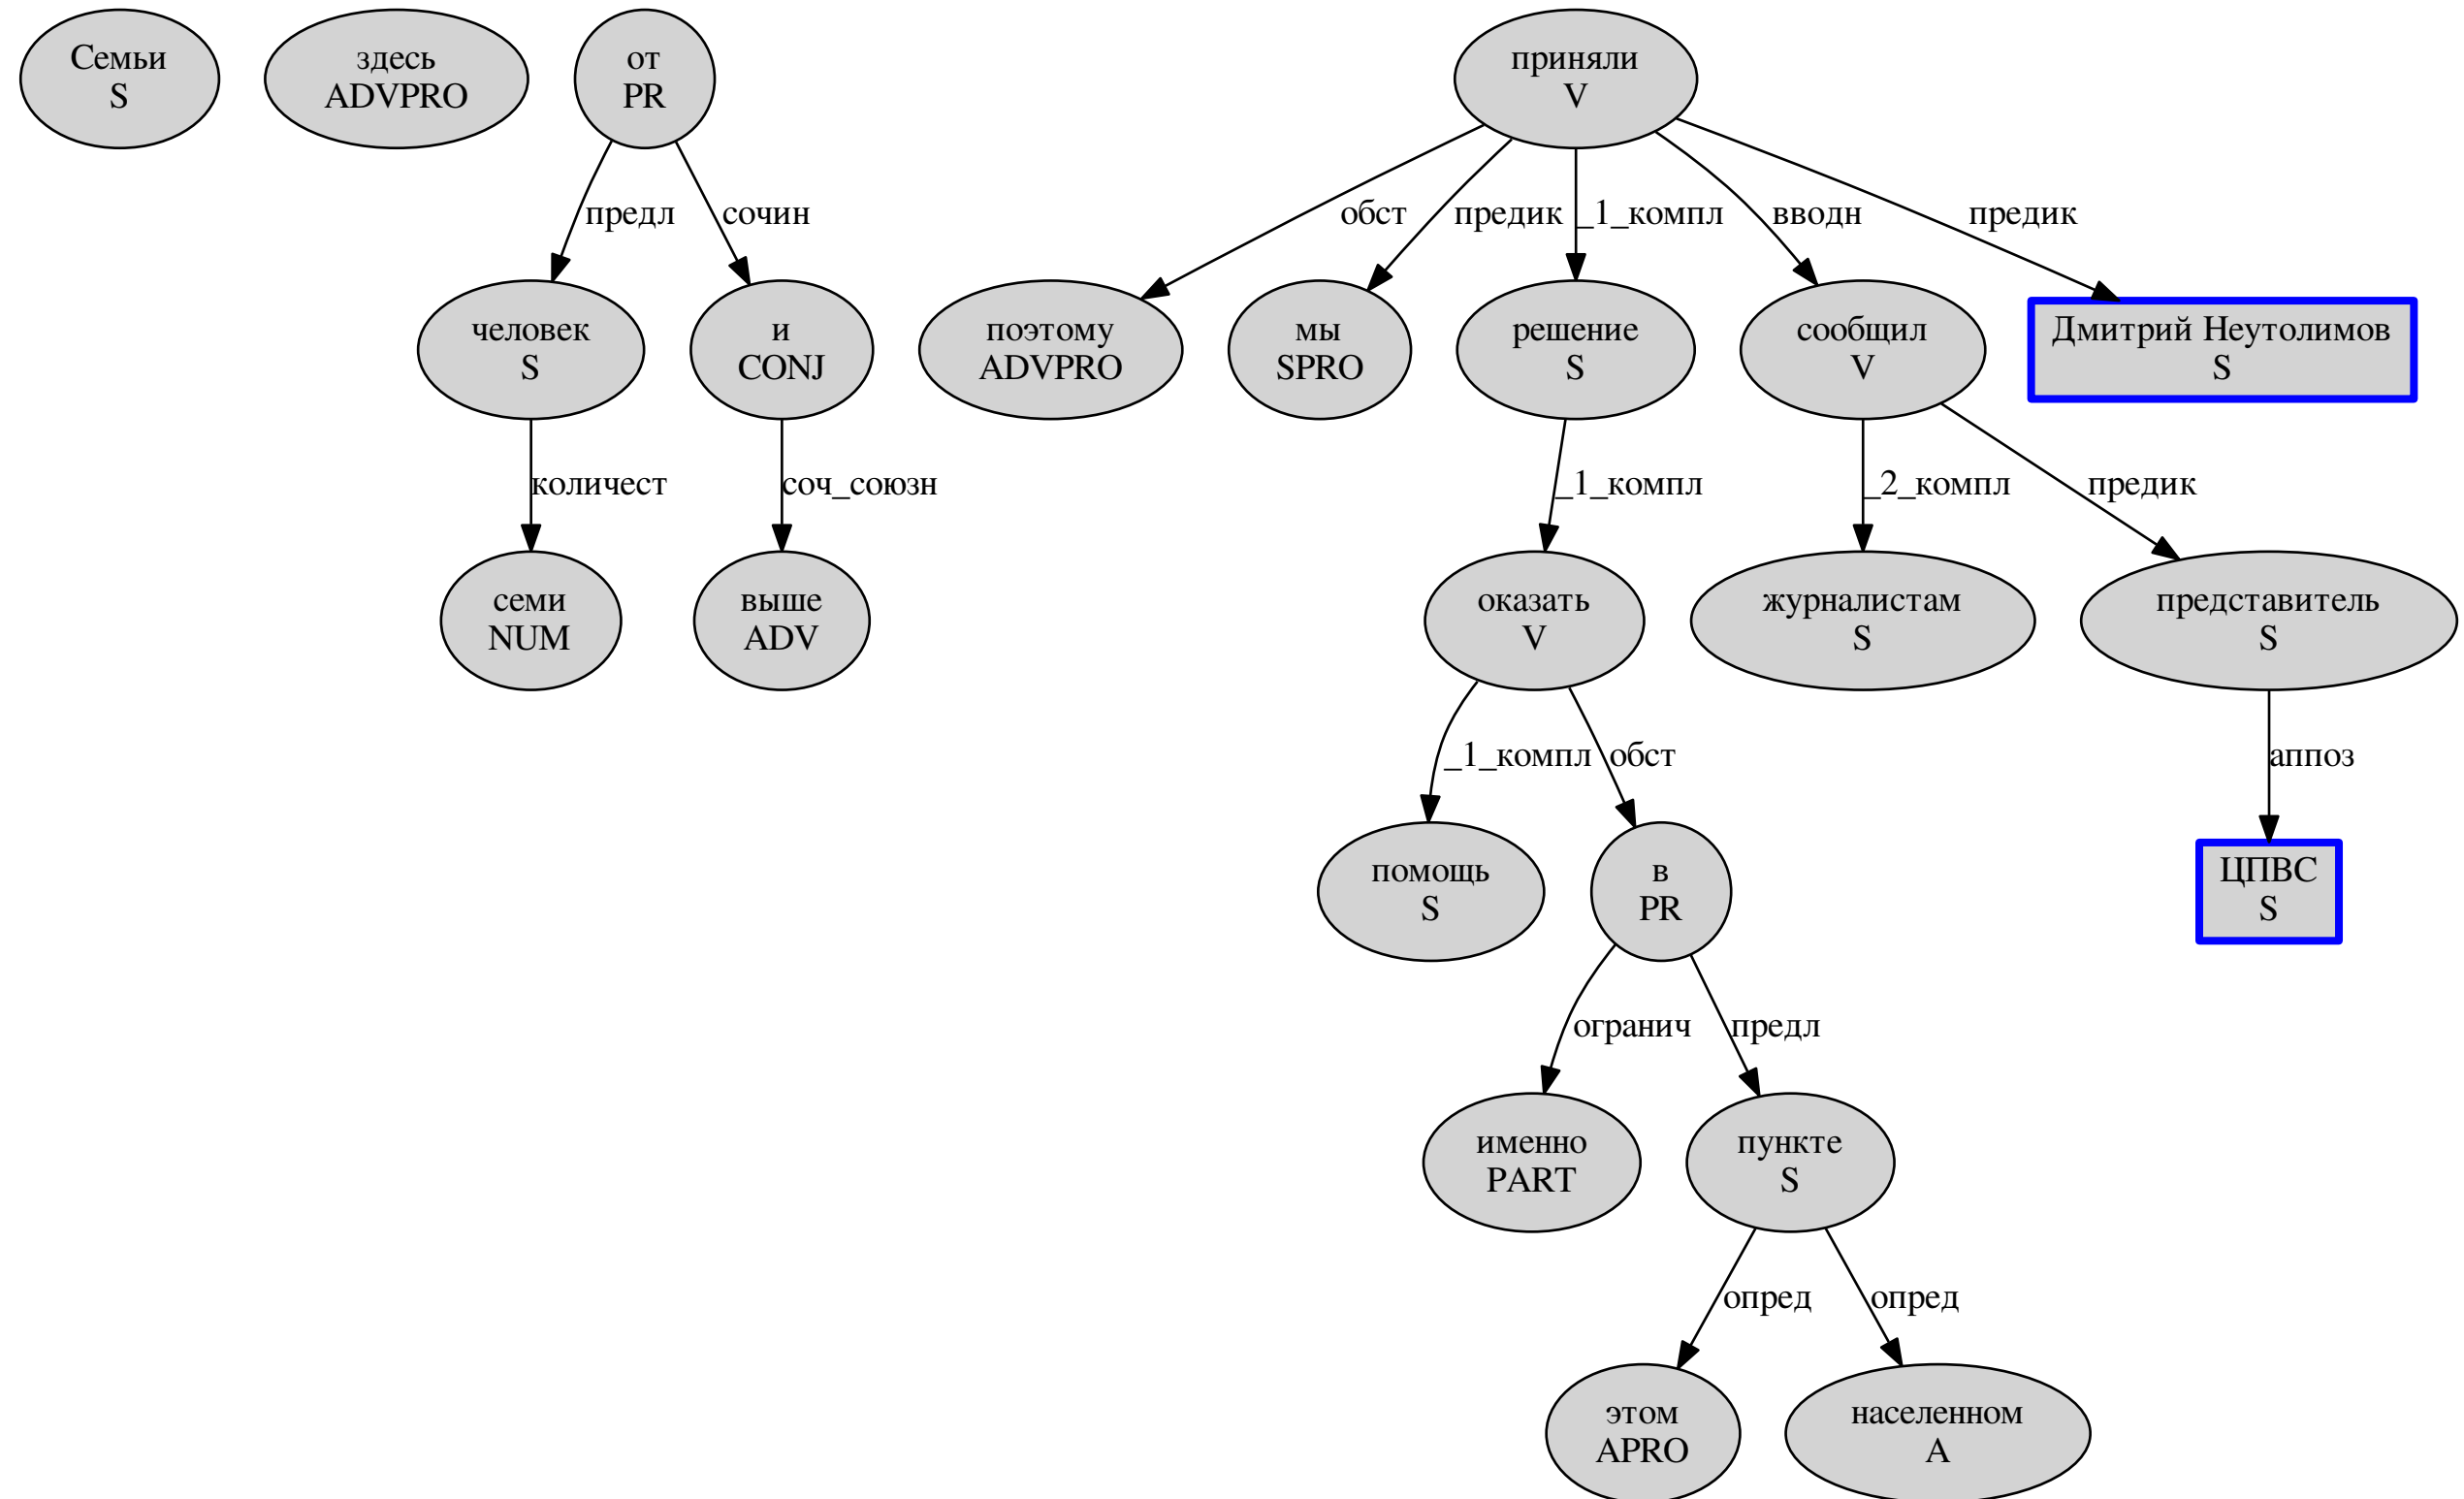 Семьи
S
здесь
ADVPRO
от
PR
приняли
V
предл
сочин
обст
предик
_1_компл
вводн
предик
человек
S
и
CONJ
поэтому
ADVPRO
мы
SPRO
решение
S
сообщил
V
Дмитрий Неутолимов
S
количест
соч_союзн
_1_компл
_2_компл
предик
семи
NUM
выше
ADV
оказать
V
журналистам
S
представитель
S
_1_компл
обст
аппоз
помощь
S
в
PR
ЦПВС
S
огранич
предл
именно
PART
пункте
S
опред
опред
этом
APRO
населенном
A